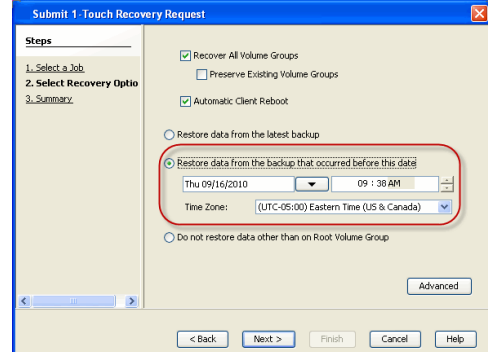 Submit 1-Touch Recovery Request
Steps
1. Select a Job
2. Select Recovery Optio
3. Summary
Recover All Volume Groups
Preserve Existing Volume Groups
Automatic Client Reboot
Restore data from the latest backup
Restore data from the backup that occurred before this date
Thu 09/16/2010 09 : 38 AM
Time Zone: (UTC-05:00) Eastern Time (US & Canada)
Do not restore data other than on Root Volume Group
Advanced
< Back Next > Finish Cancel Help